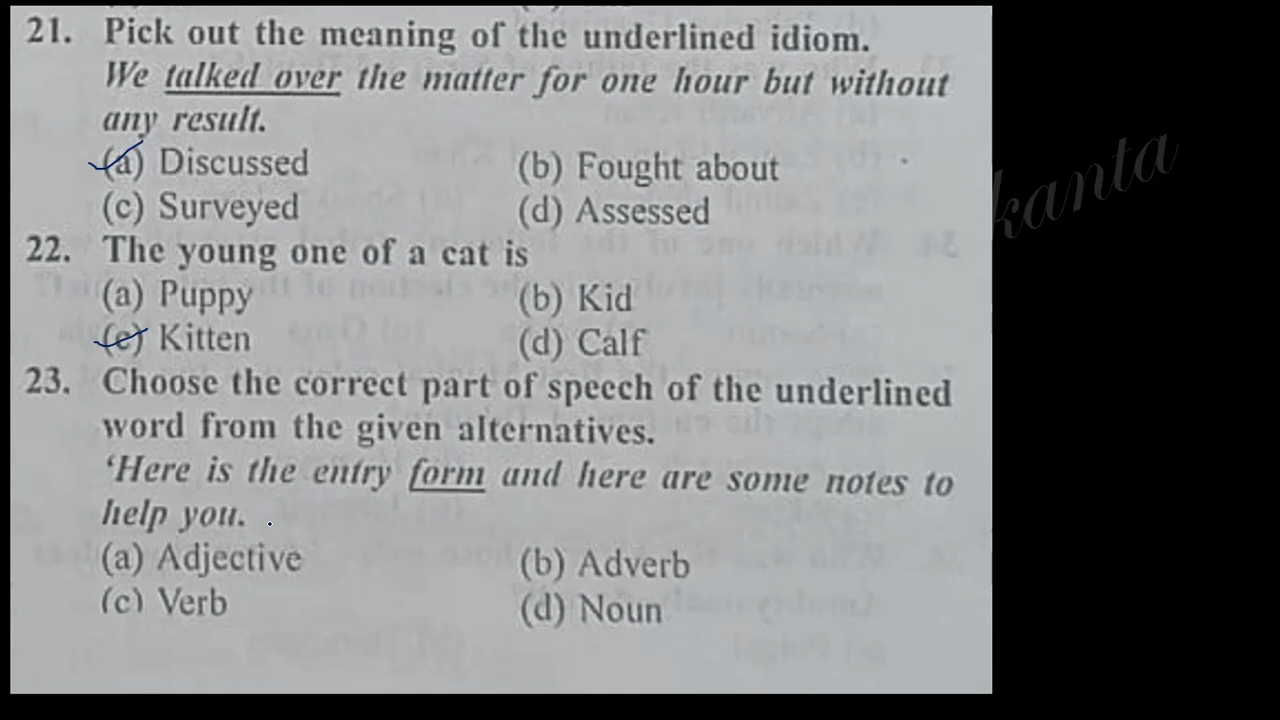 21. Pick out the meaning of the underlined idiom.
We talked over the matter for one hour but without
any result.
(a) Discussed (b) Fought about
(c) Surveyed (d) Assessed
22. The young one of a cat is
(a) Puppy (b) Kid
(c) Kitten (d) Calf
23. Choose the correct part of speech of the underlined
word from the given alternatives.
‘Here is the entry form and here are some notes to
help you.
(a) Adjective (b) Adverb
(c) Verb (d) Noun
kanta